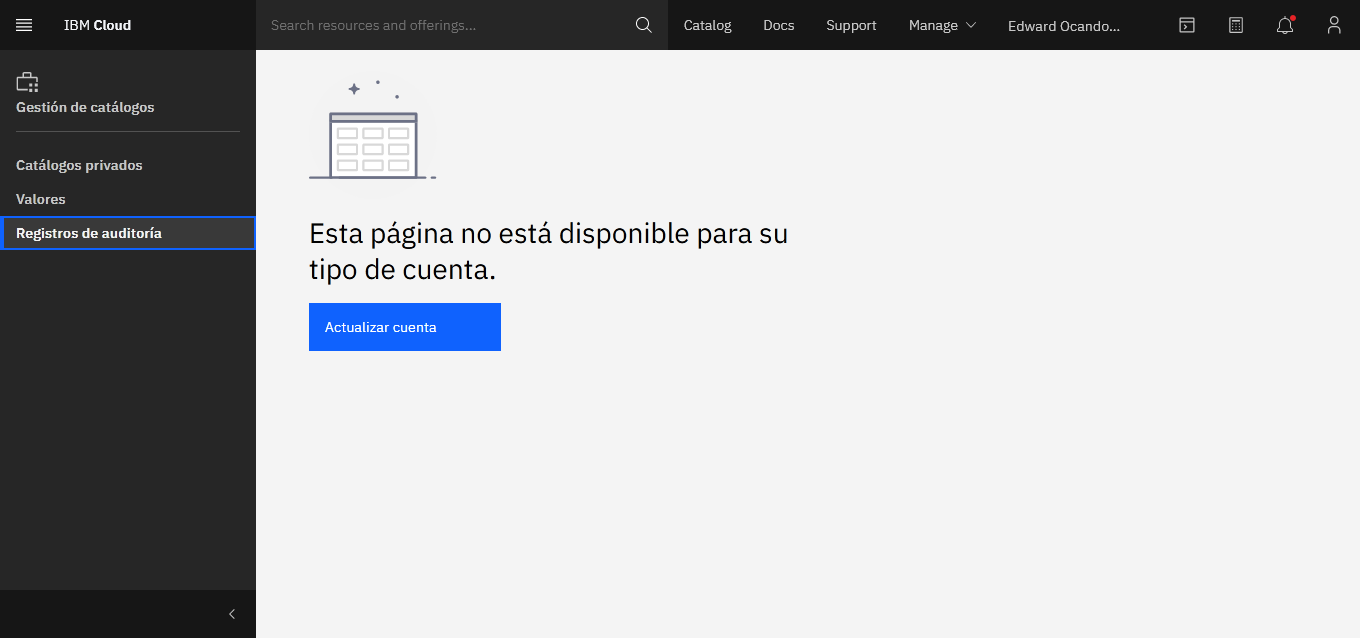 IBM Cloud
Search resources and offerings...
Catalog
Docs
Support
Manage
Edward Ocando...
Gestión de catálogos
Catálogos privados
Valores
Registros de auditoría
Esta página no está disponible para su
tipo de cuenta.
Actualizar cuenta